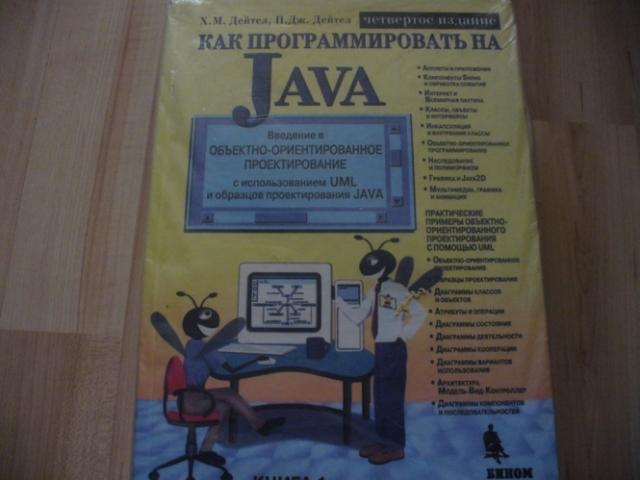 Х.М. Дейтел, П.Дж. Дейтел
четвертое издание
КАК ПРОГРАММИРОВАТЬ НА
JAVA
Введение в
ОБЪЕКТНО-ОРИЕНТИРОВАННОЕ
ПРОЕКТИРОВАНИЕ
с использованием UML
и образцов проектирования JAVA
• Апплеты и приложения
• Компоненты Swing
и обработка событий
• Интернет и
Всемирная паутина
• Классы, объекты
и интерфейсы
• Инкапсуляция
и внутренние классы
• Объектно-ориентированное
программирование
• Наследование
и полиморфизм
• Графика и Java2D
• Мультимедиа, графика
и анимация
ПРАКТИЧЕСКИЕ
ПРИМЕРЫ ОБЪЕКТНО-
ОРИЕНТИРОВАННОГО
ПРОЕКТИРОВАНИЯ
С ПОМОЩЬЮ UML
• Объектно-ориентированное
проектирование
Образцы проектирования
• Диаграммы классов
и объектов
• Атрибуты и операции
• Диаграммы состояния
• Диаграммы деятельности
• Диаграммы кооперации
• Диаграммы вариантов
использования
• Архитектура
Модель-Вид-Контроллер
• Диаграммы компонентов
и последовательностей
БИНОМ
КНИГА 1